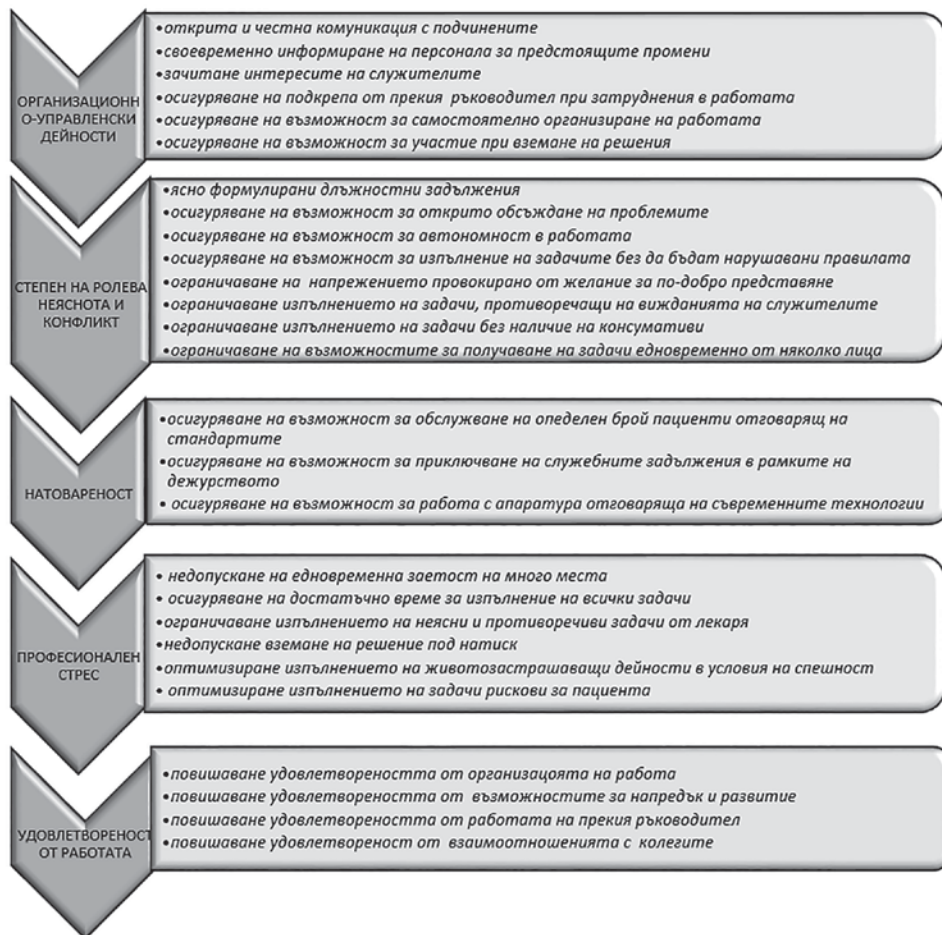 ОРГАНИЗАЦИОНН
О-УПРАВЛЕНСКИ
ДЕЙНОСТИ
•открита и честна комуникация с подчинените
•своевременно информиране на персонала за предстоящите промени
•зачитане интересите на служителите
•осигуряване на подкрепа от прекия ръководител при затруднения в работата
•осигуряване на възможност за самостоятелно организиране на работата
•осигуряване на възможност за участие при вземане на решения
СТЕПЕН НА РОЛЕВА
НЕЯСНОТА И
КОНФЛИКТ
•ясно формулирани длъжностни задължения
•осигуряване на възможност за открито обсъждане на проблемите
•осигуряване на възможност за автономност в работата
•осигуряване на възможност за изпълнение на задачите без да бъдат нарушавани правилата
•ограничаване на напрежението провокирано от желание за по-добро представяне
•ограничаване изпълнението на задачи, противоречащи на вижданията на служителите
•ограничаване изпълнението на задачи без наличие на консумативи
•ограничаване на възможностите за получаване на задачи едновременно от няколко лица
НАТОВАРЕНОСТ
•осигуряване на възможност за обслужване на опеделен брой пациенти отговарящ на
стандартите
•осигуряване на възможност за приключване на служебните задължения в рамките на
дежурството
• осигуряване на възможност за работа с апаратура отговаряща на съвременните технологии
ПРОФЕСИОНАЛЕН
СТРЕС
• недопускане на едновременна заетост на много места
• осигуряване на достатъчно време за изпълнение на всички задачи
•ограничаване изпълнението на неясни и противоречиви задачи от лекаря
•недопускане вземане на решение под натиск
•оптимизиране изпълнението на животозастрашаващи дейности в условия на спешност
• оптимизиране изпълнението на задачи рискови за пациента
УДОВЛЕТВОРЕНОСТ
ОТ РАБОТАТА
•повишаване удовлетвореността от организацоята на работа
•повишаване удовлетвореността от възможностите за напредък и развитие
•повишаване удовлетвореността от работата на прекия ръководител
•повишаване удовлетвореност от взаимоотношенията с колегите